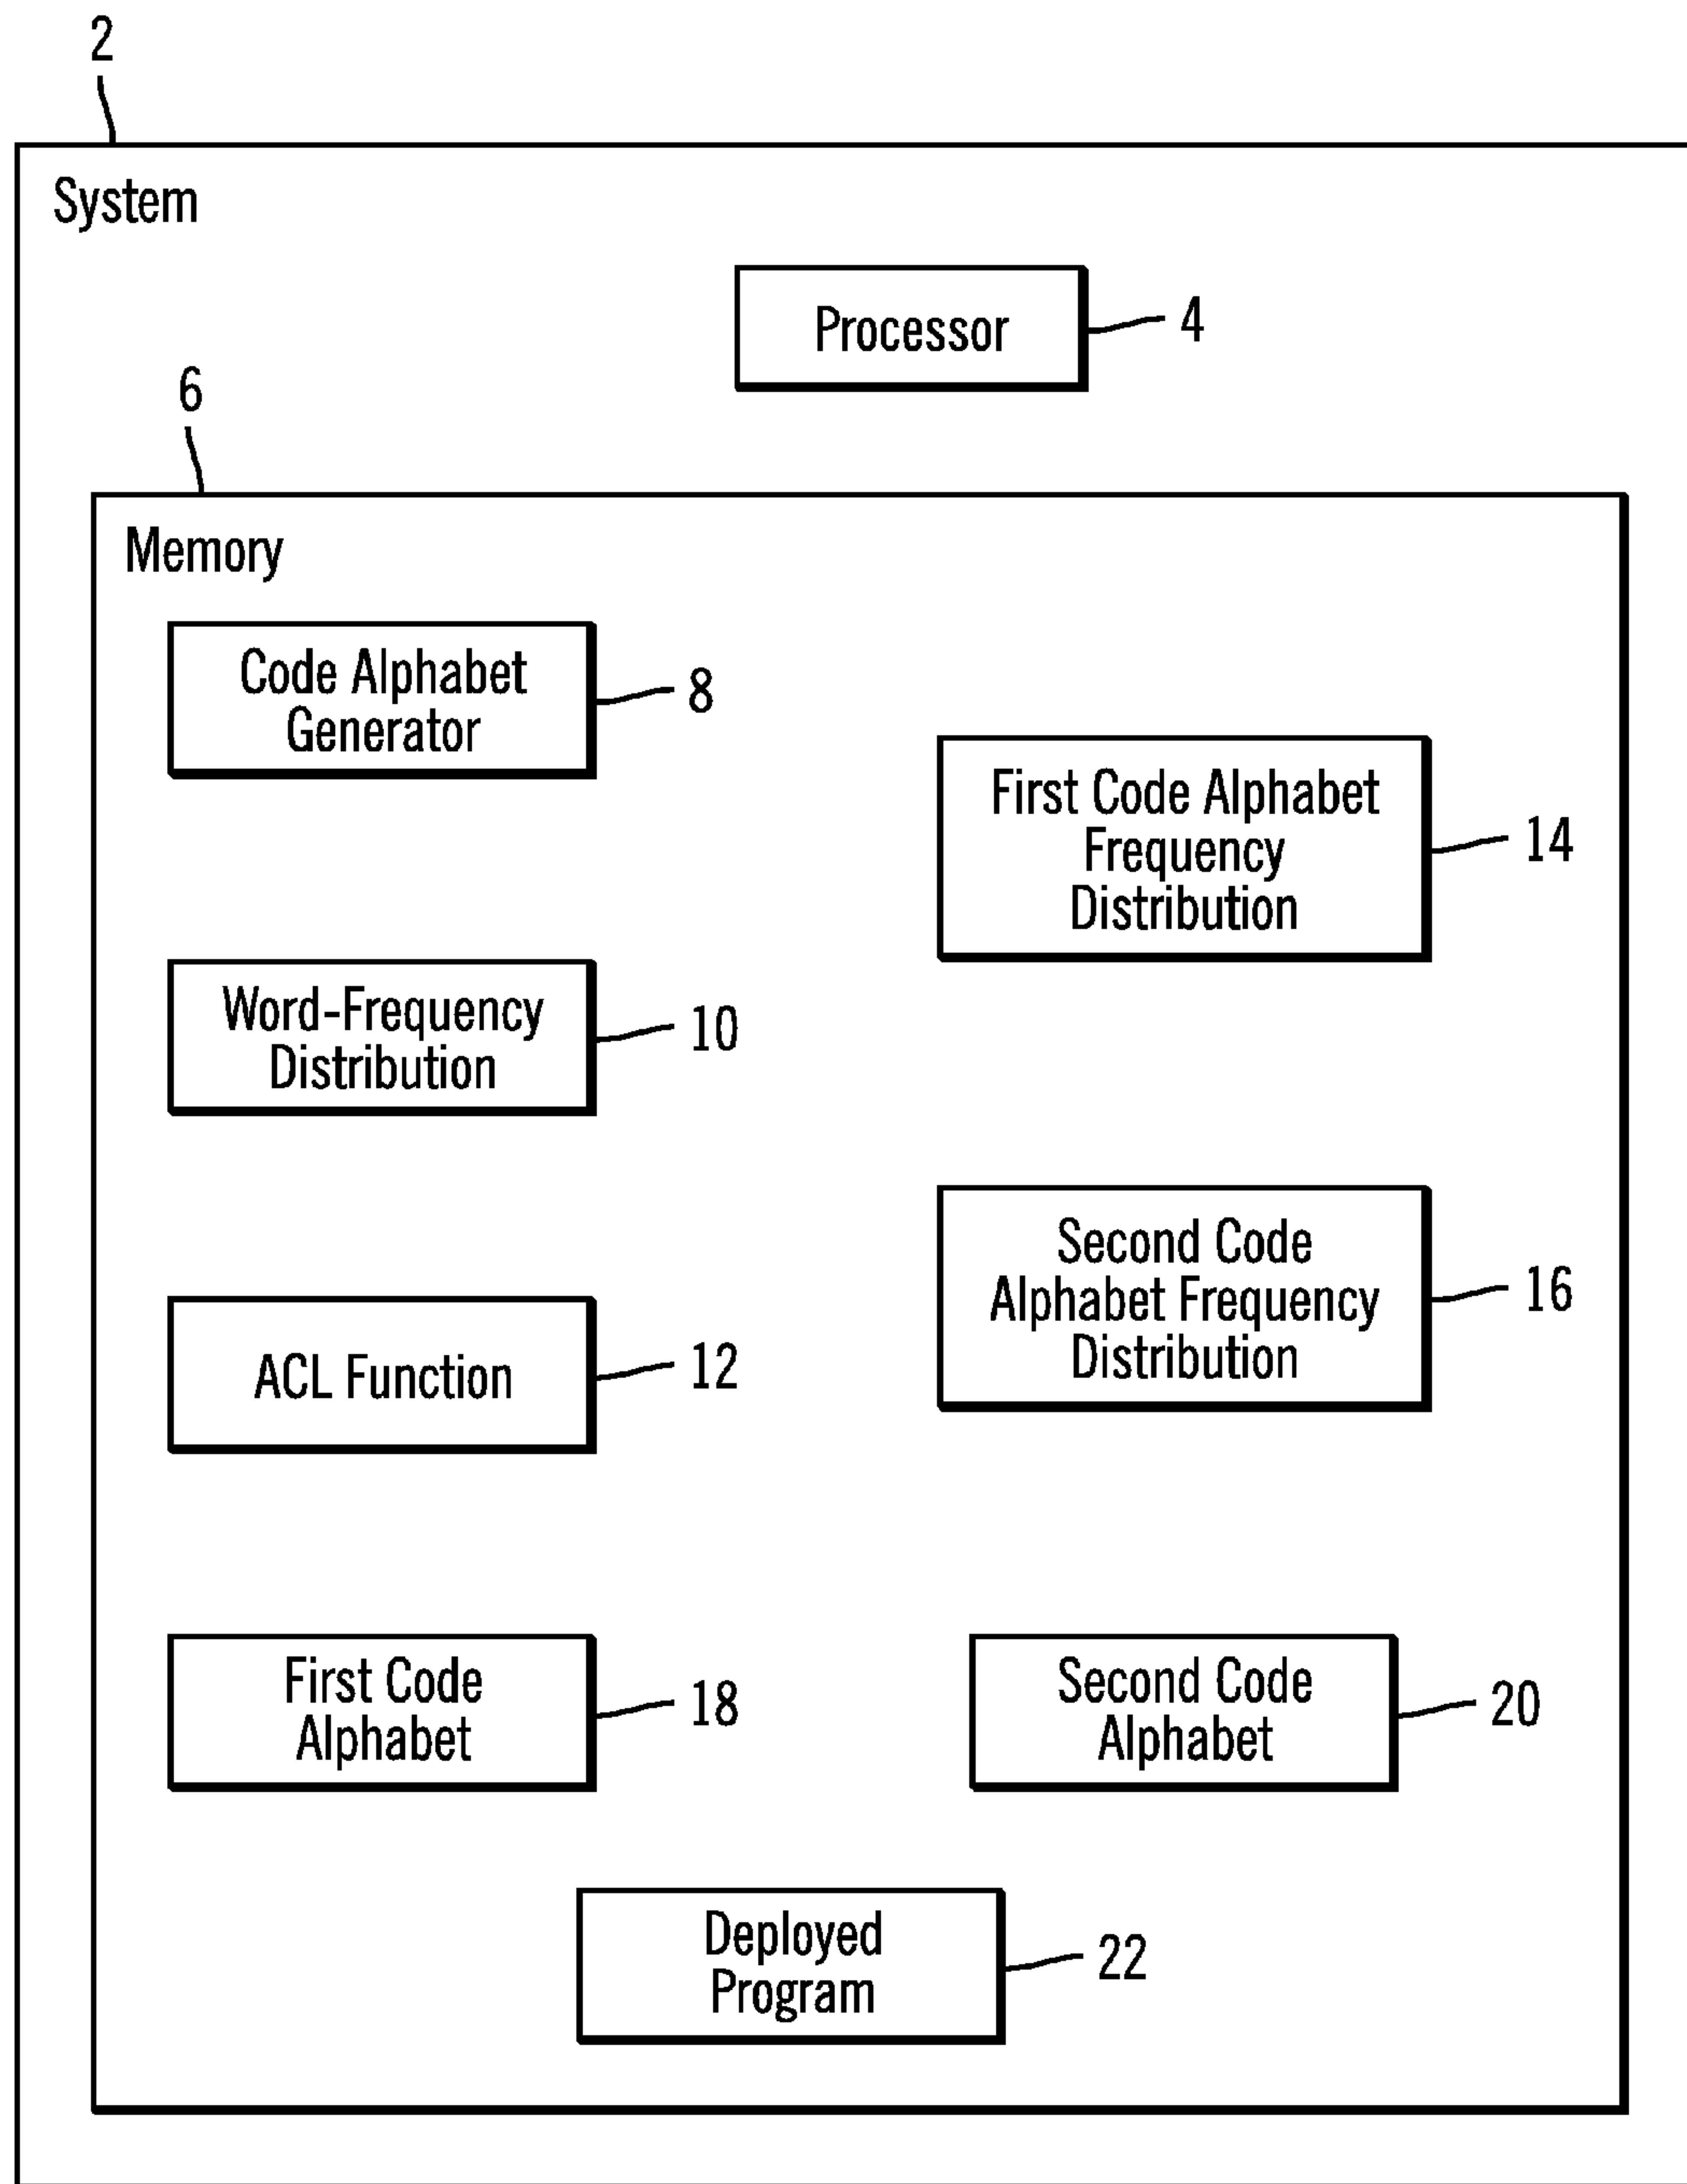 2
System
Processor
4
6
Memory
Code Alphabet
Generator
8
First Code Alphabet
Frequency
Distribution
14
Word-Frequency
Distribution
10
Second Code
Alphabet Frequency
Distribution
16
ACL Function
12
First Code
Alphabet
18
Second Code
Alphabet
20
Deployed
Program
22